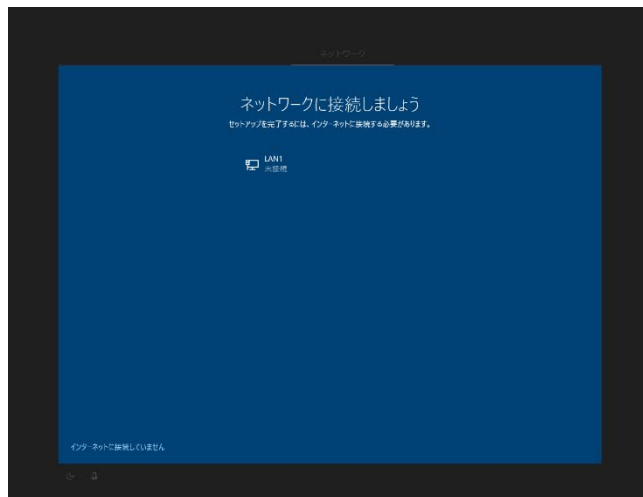 ネットワーク
ネットワークに接続しましょう
セットアップを完了するには、インターネットに接続する必要があります。
LAN1
未接続
インターネットに接続していません